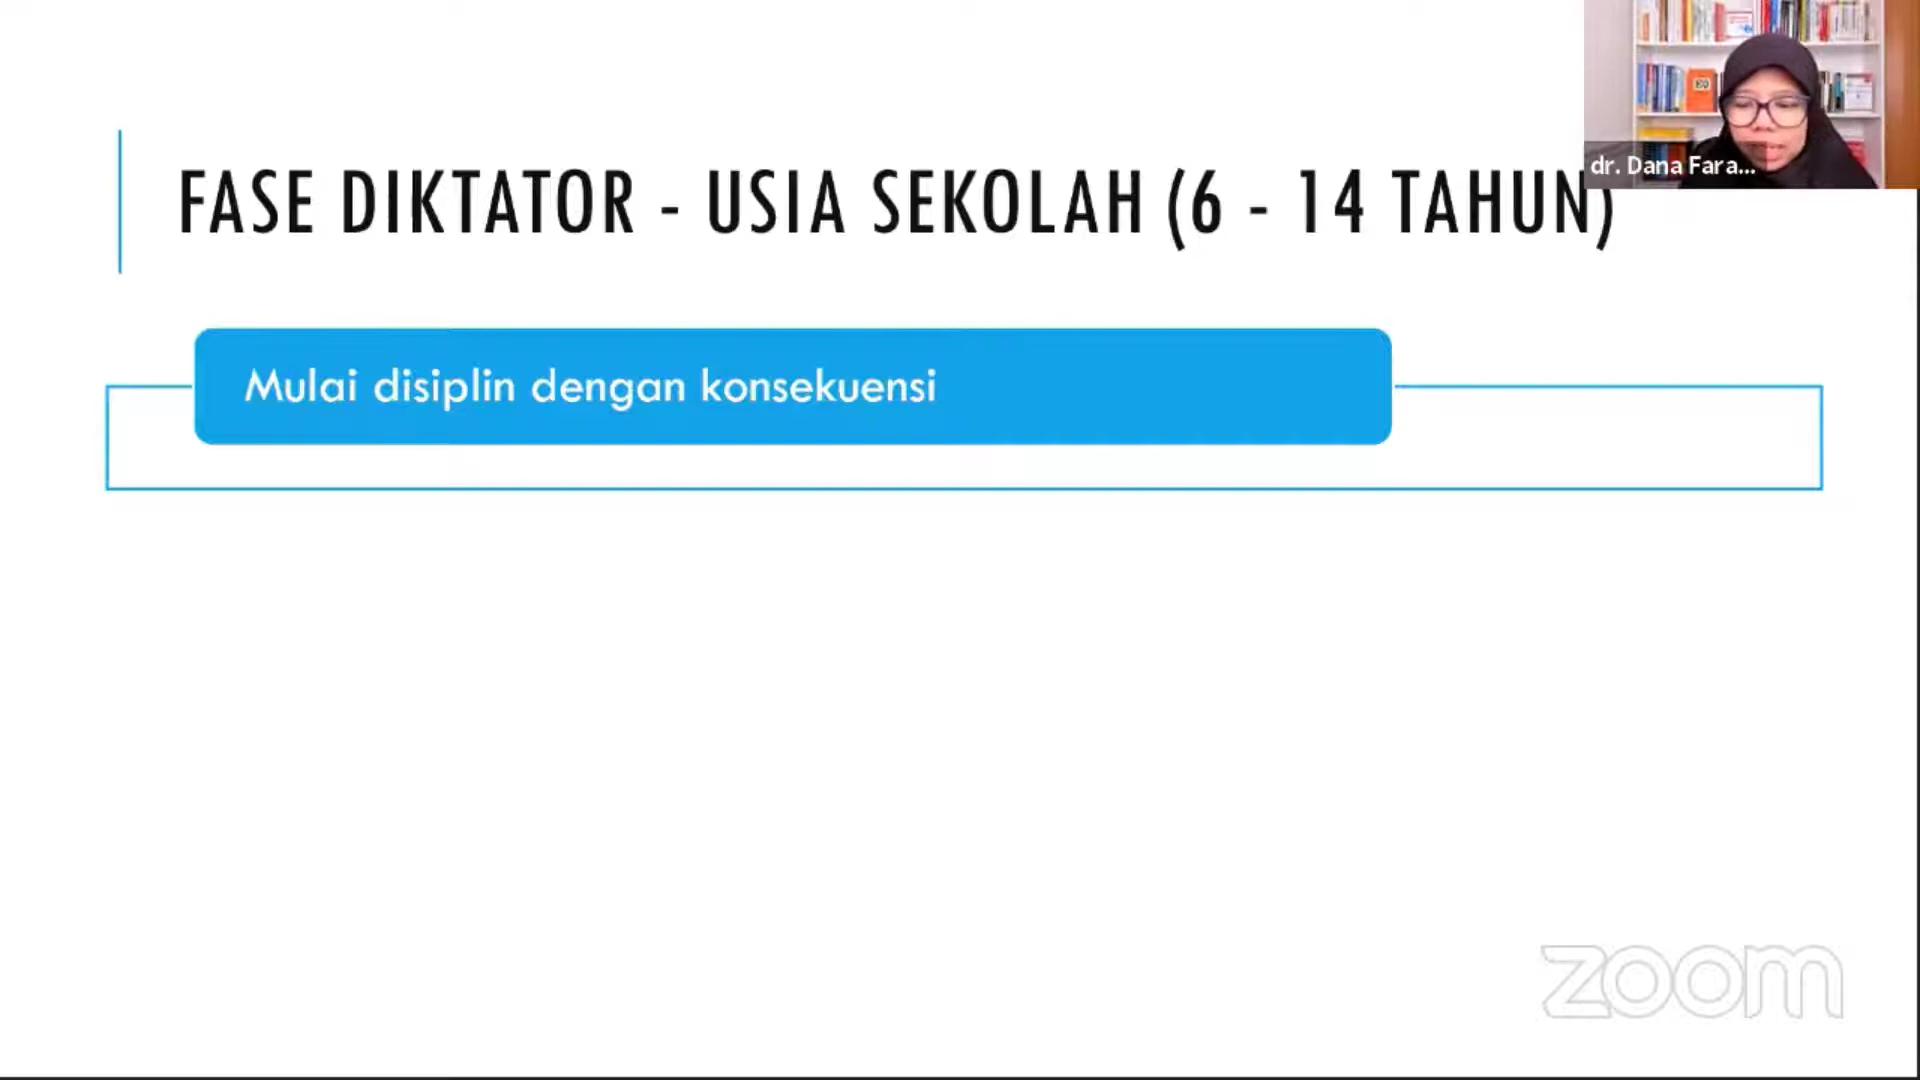 dr. Dana Fara...
FASE DIKTATOR - USIA SEKOLAH (6 - 14 TAHUN)
Mulai disiplin dengan konsekuensi
zoom